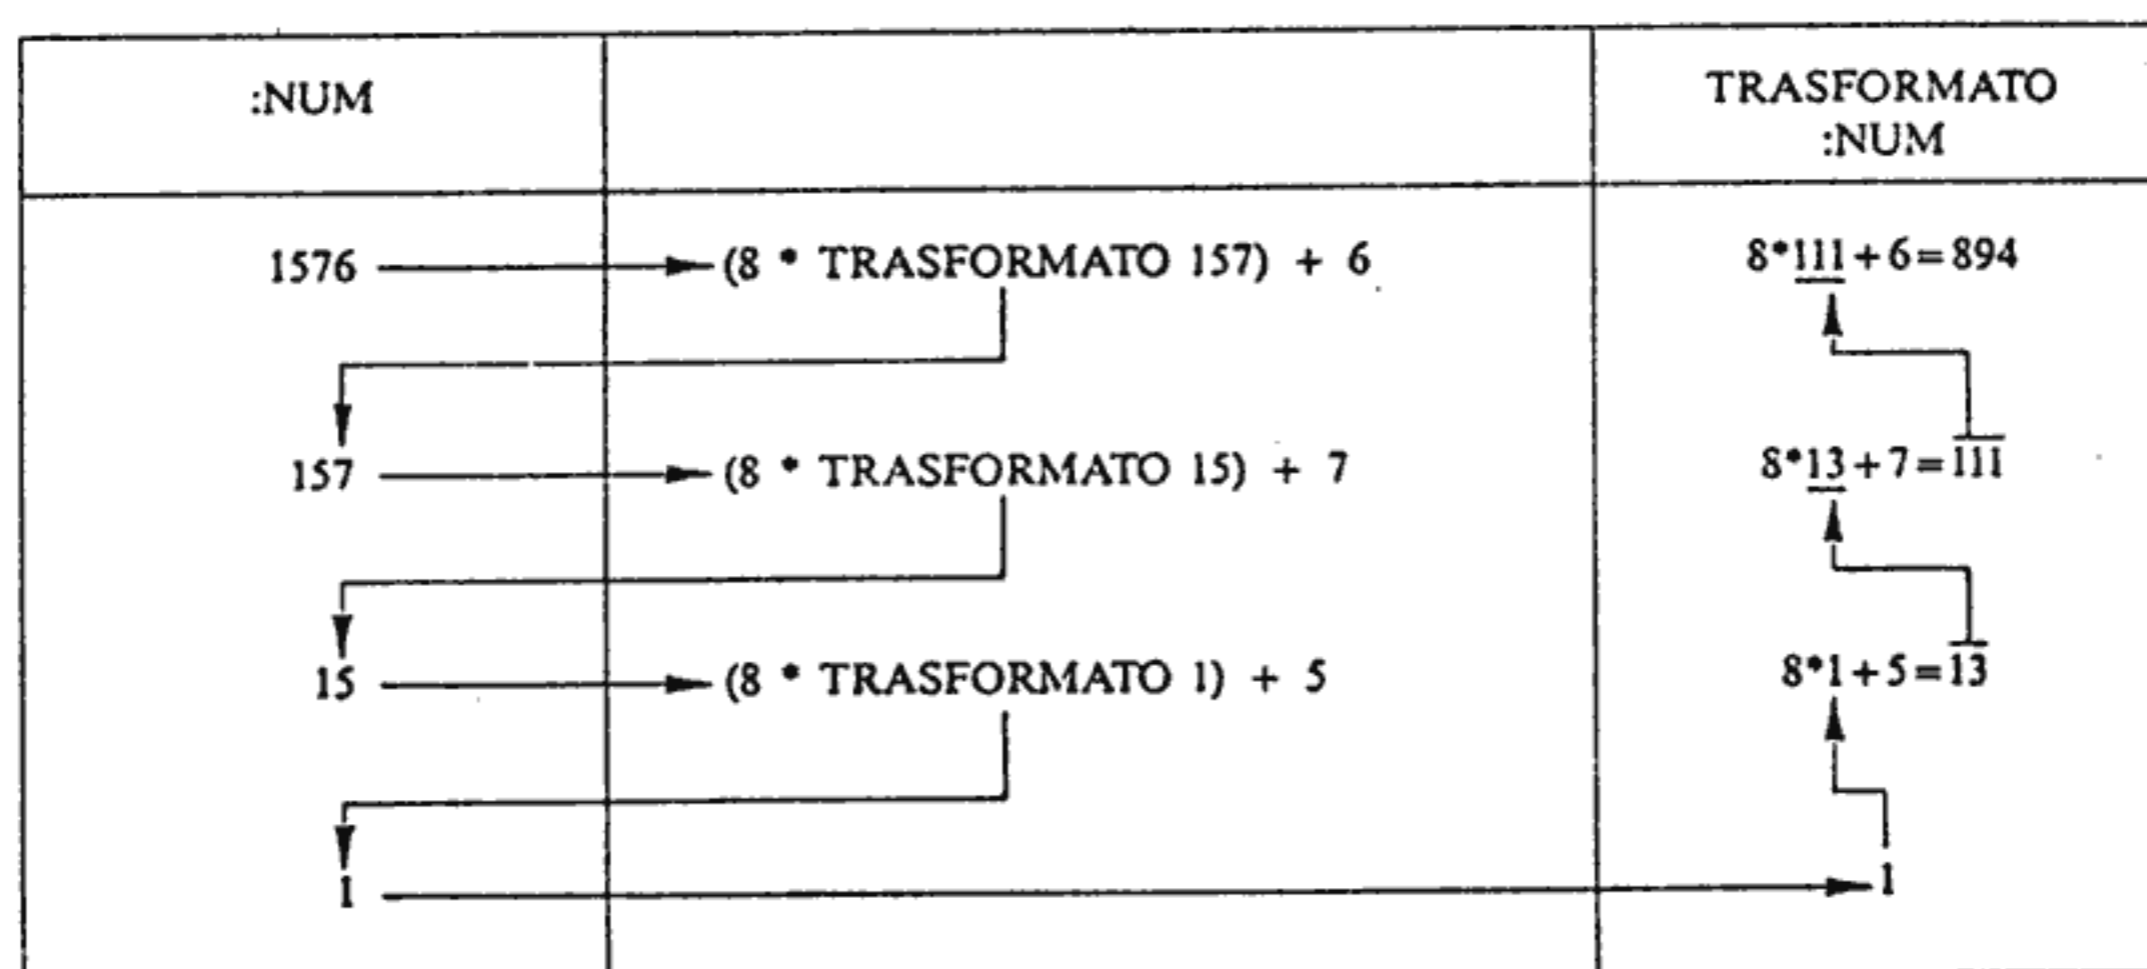 :NUM
TRASFORMATO
:NUM
1576 (8 * TRASFORMATO 157) + 6 8*111+6=894
157 (8 * TRASFORMATO 15) + 7 8*13+7=111
15 (8 * TRASFORMATO 1) + 5 8*1+5=13
1 1